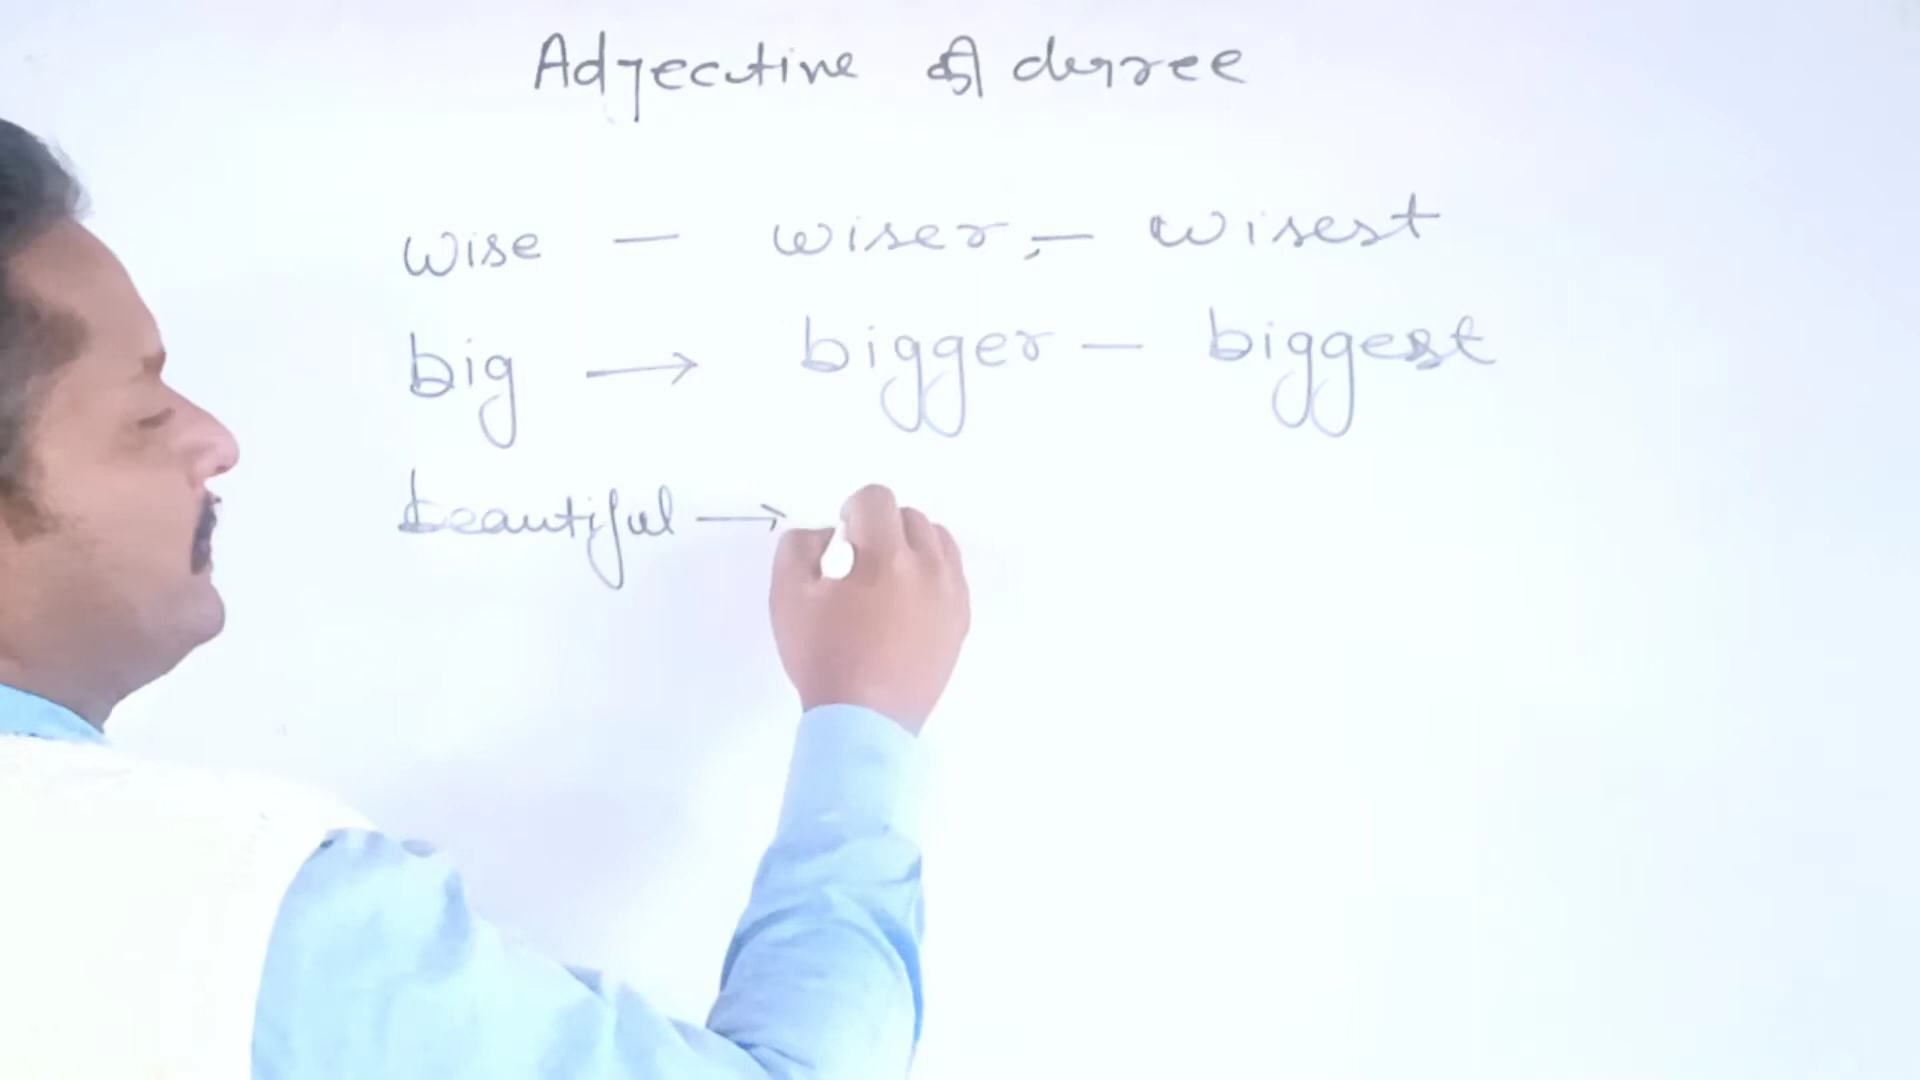 Adjective की degree
wise – wiser, – wisest
big → bigger – biggest
beautiful →